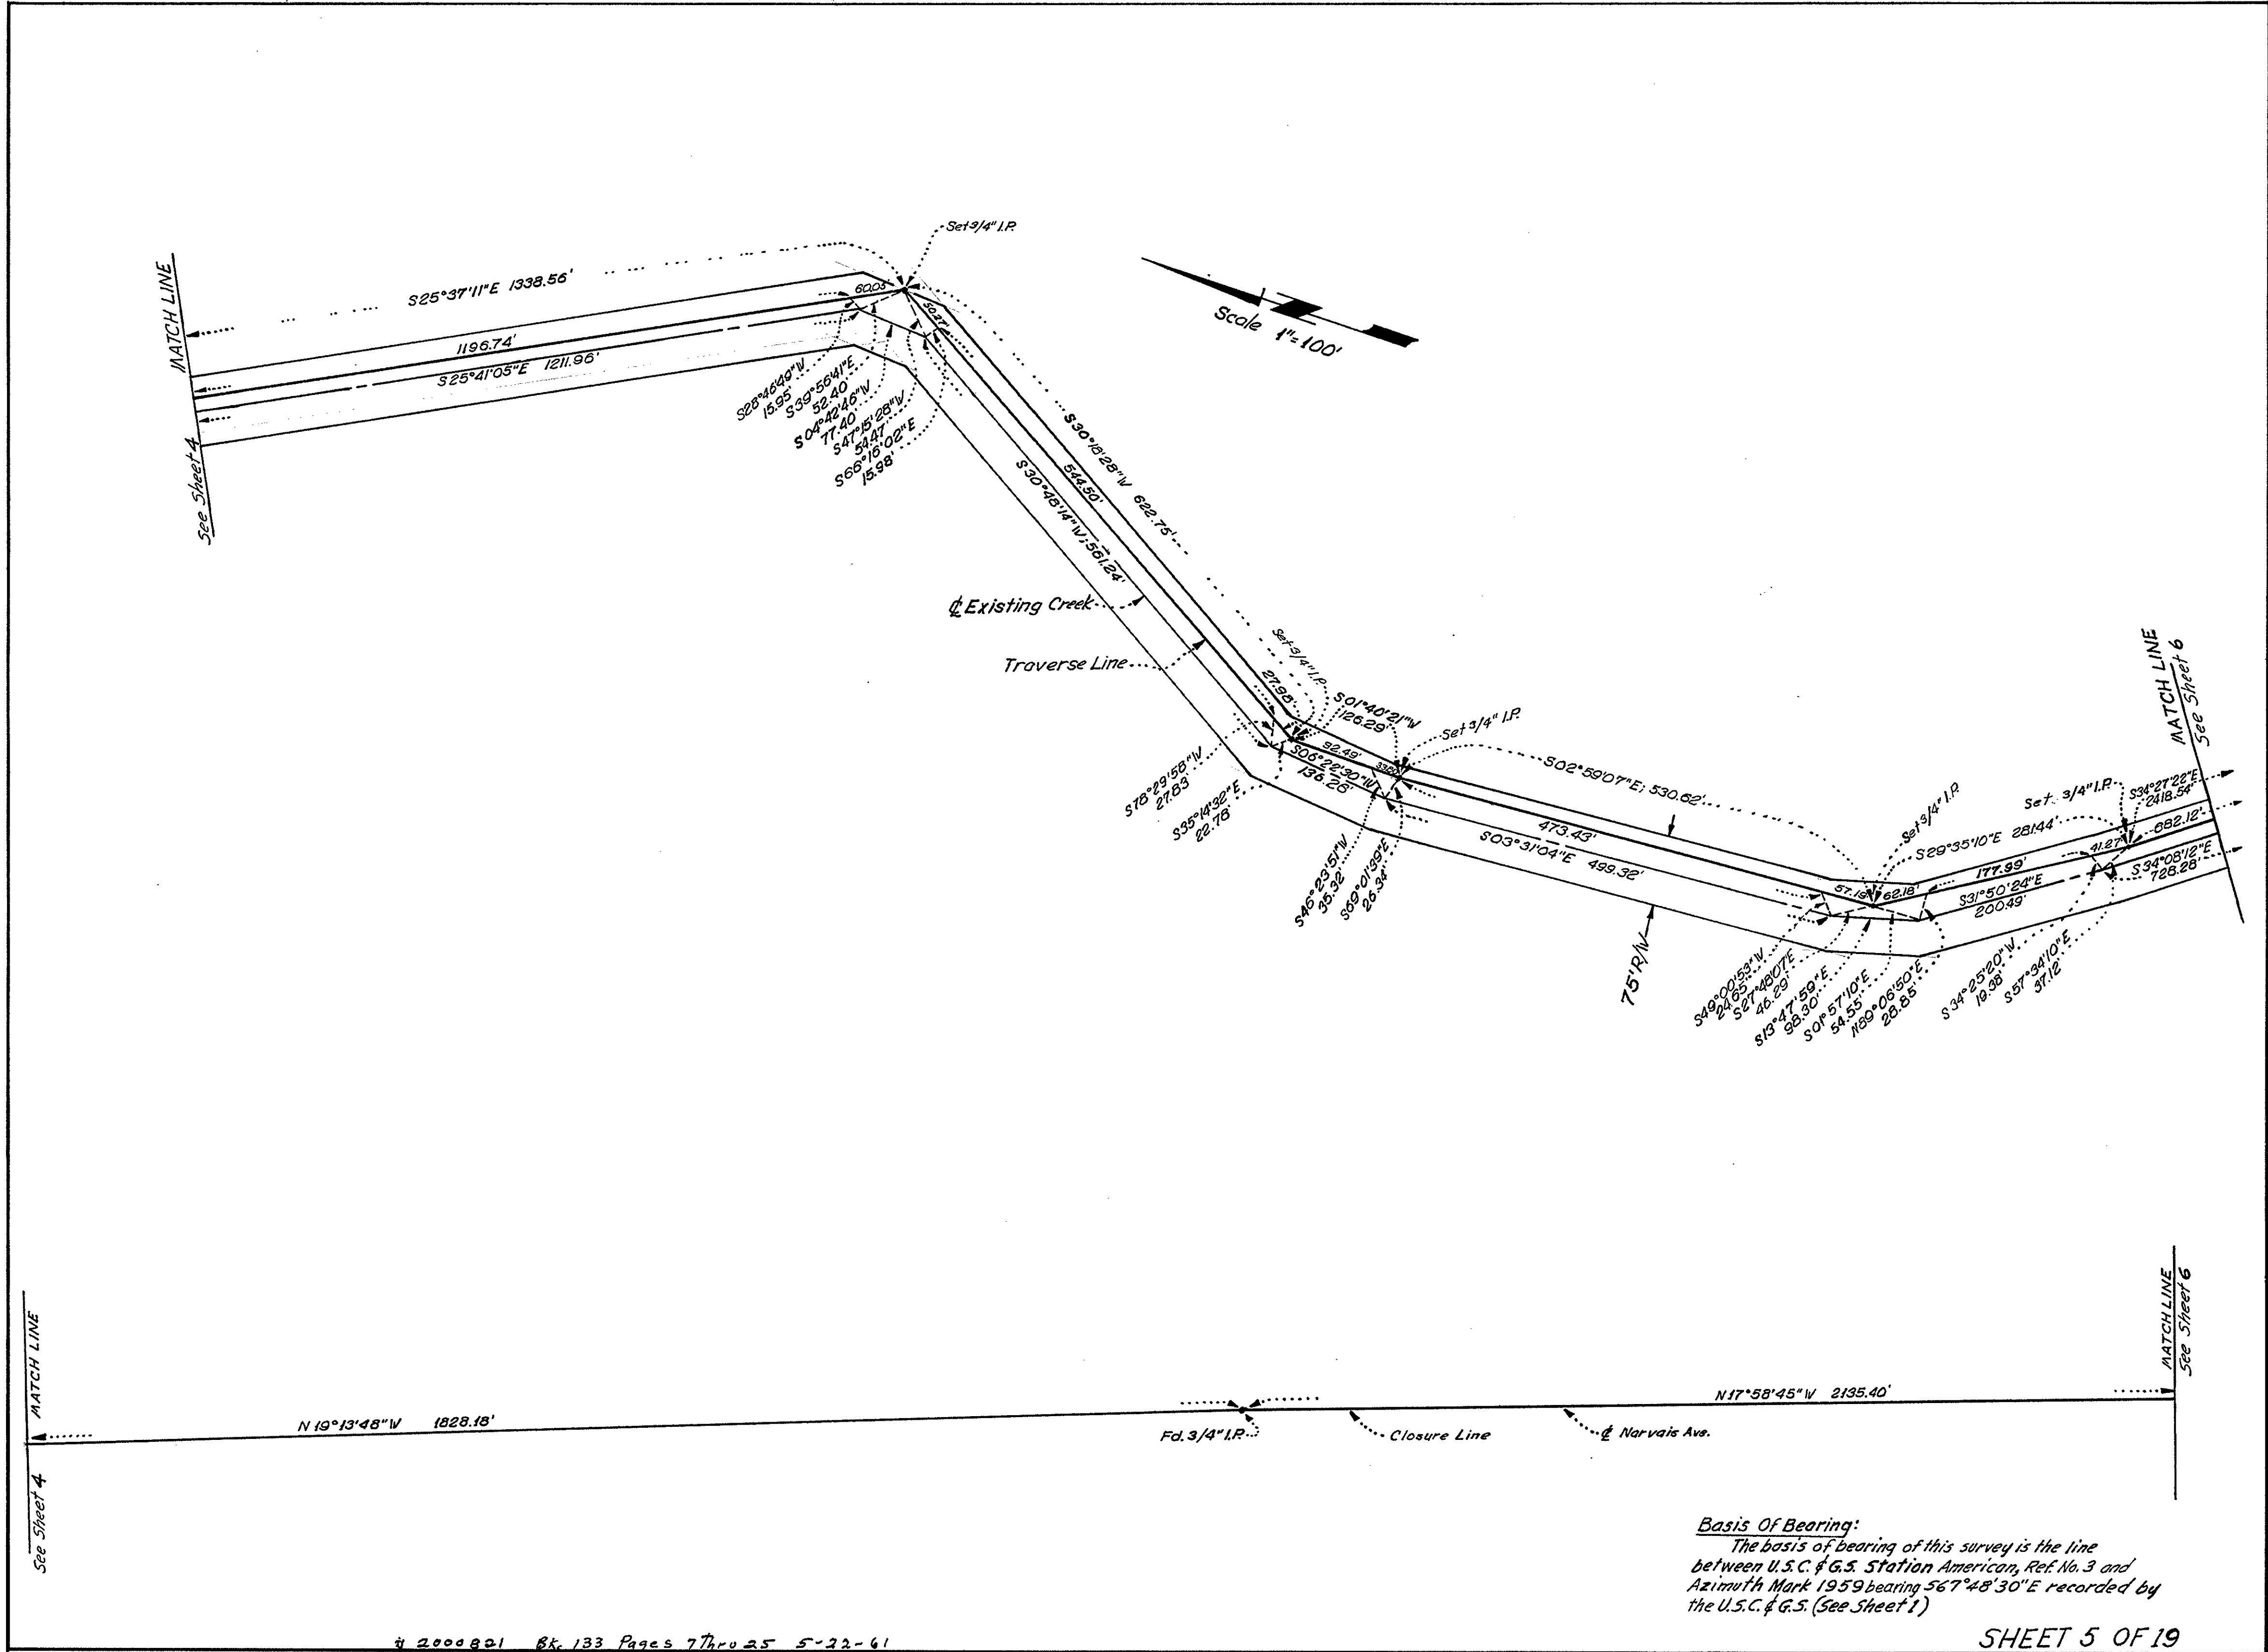 Set 3/4" I.P.
MATCH LINE
See Sheet 4
S25°37'11"E 1338.56'
1196.74'
S25°41'05"E 1211.96'
60.03'
50.27'
Scale 1"=100'
S28°46'49"W
15.95'
S39°56'41"E
52.40'
S04°42'46"W
77.40'
S47°15'28"W
54.47'
S66°16'02"E
15.98'
S30°18'28"W 622.75'
544.50'
S30°48'14"W; 561.24'
℄ Existing Creek
Traverse Line
27.98'
Set 3/4" I.P.
S01°40'21"W
126.29'
Set 3/4" I.P.
92.49'
S06°22'30"W
136.26'
S78°29'58"W
27.83'
S35°14'32"E
22.78'
S46°23'51"W
35.32'
S69°01'39"E
26.34'
S02°59'07"E; 530.62'
473.43'
S03°31'04"E 499.32'
75' R/W
Set 3/4" I.P.
57.19'
62.18'
S29°35'10"E 281.44'
177.99'
S31°50'24"E
200.49'
Set 3/4" I.P.
41.27'
S34°27'22"E
2418.54'
682.12'
S34°08'12"E
728.28'
S49°00'53"W
24.65'
S27°48'07"E
46.29'
S13°47'59"E
98.30'
S01°57'10"E
54.55'
N89°06'50"E
28.85'
S34°25'20"W
19.38'
S57°34'10"E
37.12'
MATCH LINE
See Sheet 6
MATCH LINE
See Sheet 4
N19°13'48"W 1828.18'
Fd. 3/4" I.P.
Closure Line
℄ Narvais Ave.
N17°58'45"W 2135.40'
MATCH LINE
See Sheet 6
Basis Of Bearing:
The basis of bearing of this survey is the line
between U.S.C. & G.S. Station American, Ref. No. 3 and
Azimuth Mark 1959 bearing S67°48'30"E recorded by
the U.S.C. & G.S. (See Sheet 1)
# 2000821 Bk. 133 Pages 7 Thru 25 5-22-61
SHEET 5 OF 19